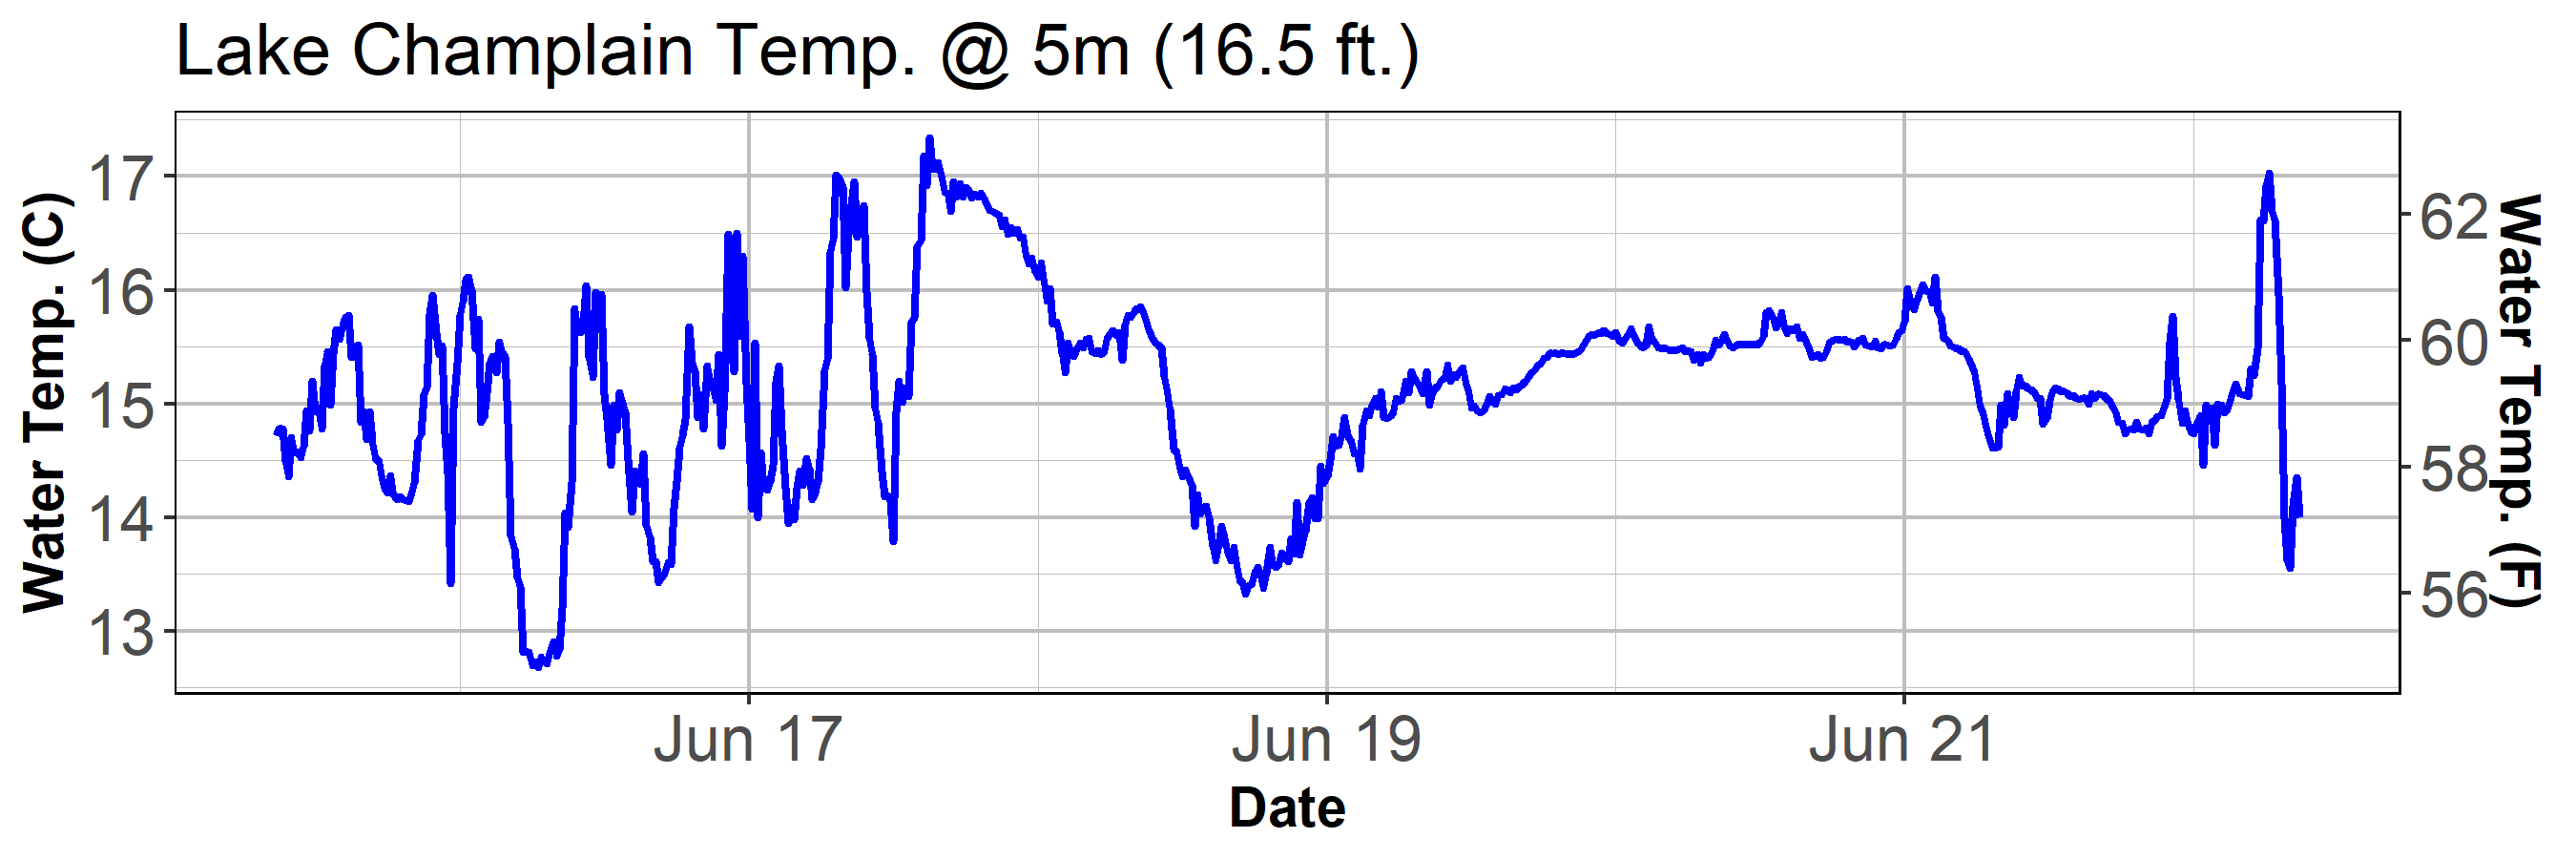 Lake Champlain Temp. @ 5m (16.5 ft.)
Water Temp. (C)
17
16
15
14
13
62
60
58
56
Water Temp. (F)
Jun 17
Jun 19
Jun 21
Date